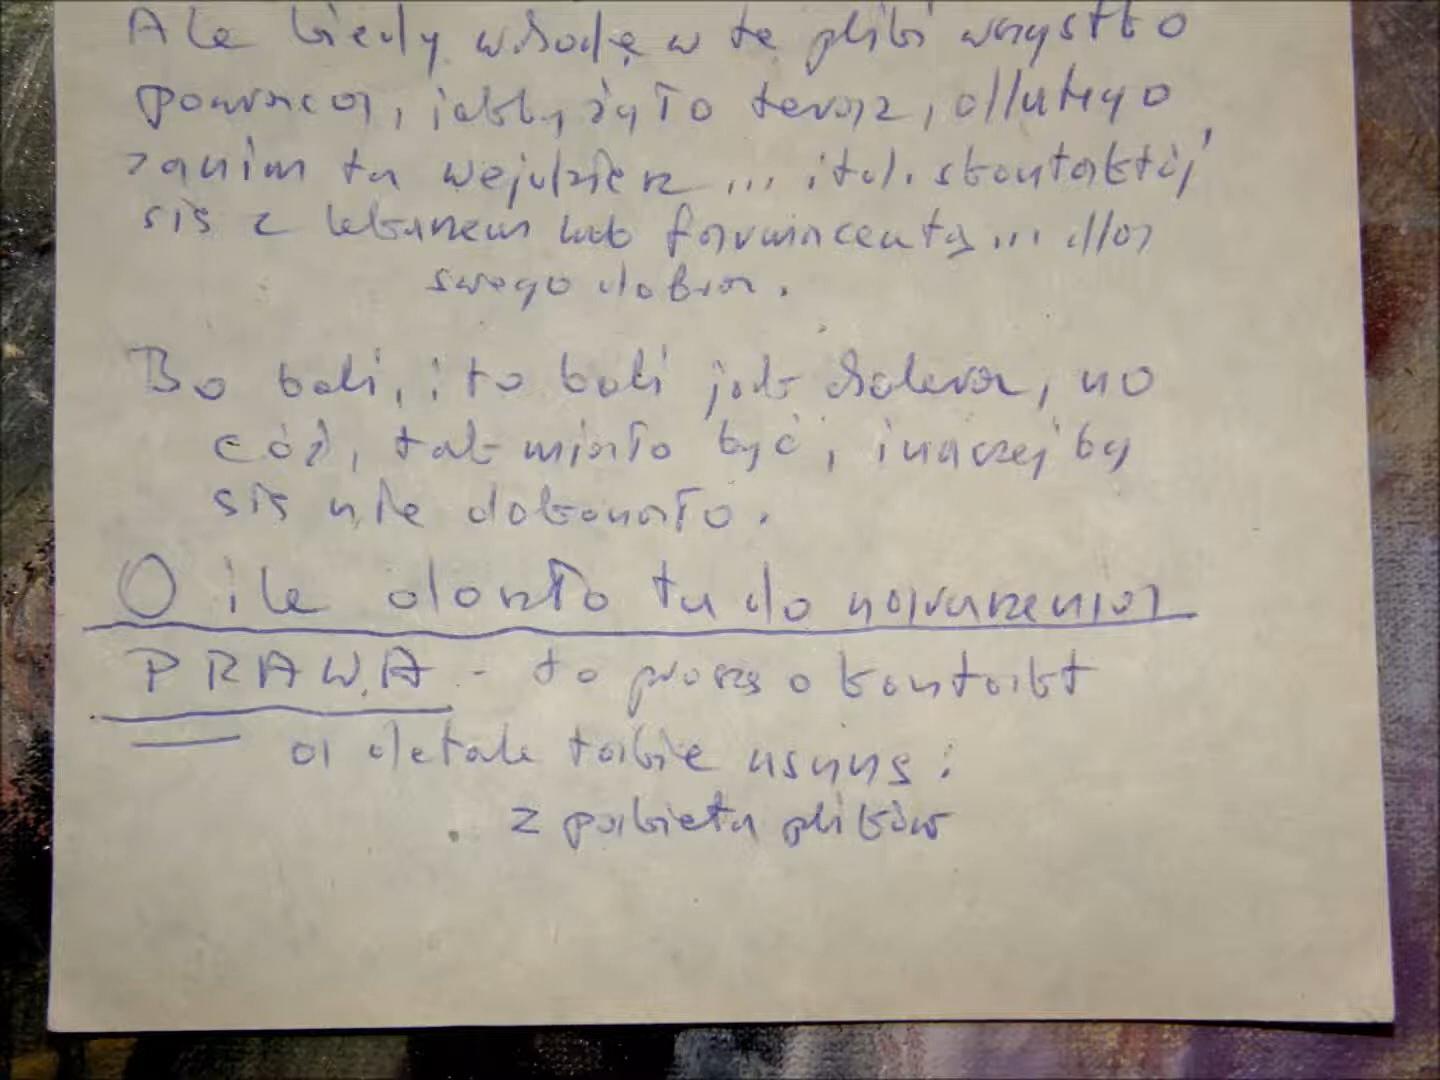 Ale kiedy wchodzę w te pliki wszystko
powraca, jakby żyło teraz, dlatego
zanim tu wejdziesz ... itd. skontaktuj
się z lekarzem lub farmaceutą ... dla
swego dobra.
Bo boli, i to boli jak cholera, no
cóż, tak miało być, inaczej by
się nie dokonało.
O ile doszło tu do naruszenia
PRAWA - to proszę o kontakt
a detale takie usunę :
z pakietu plików